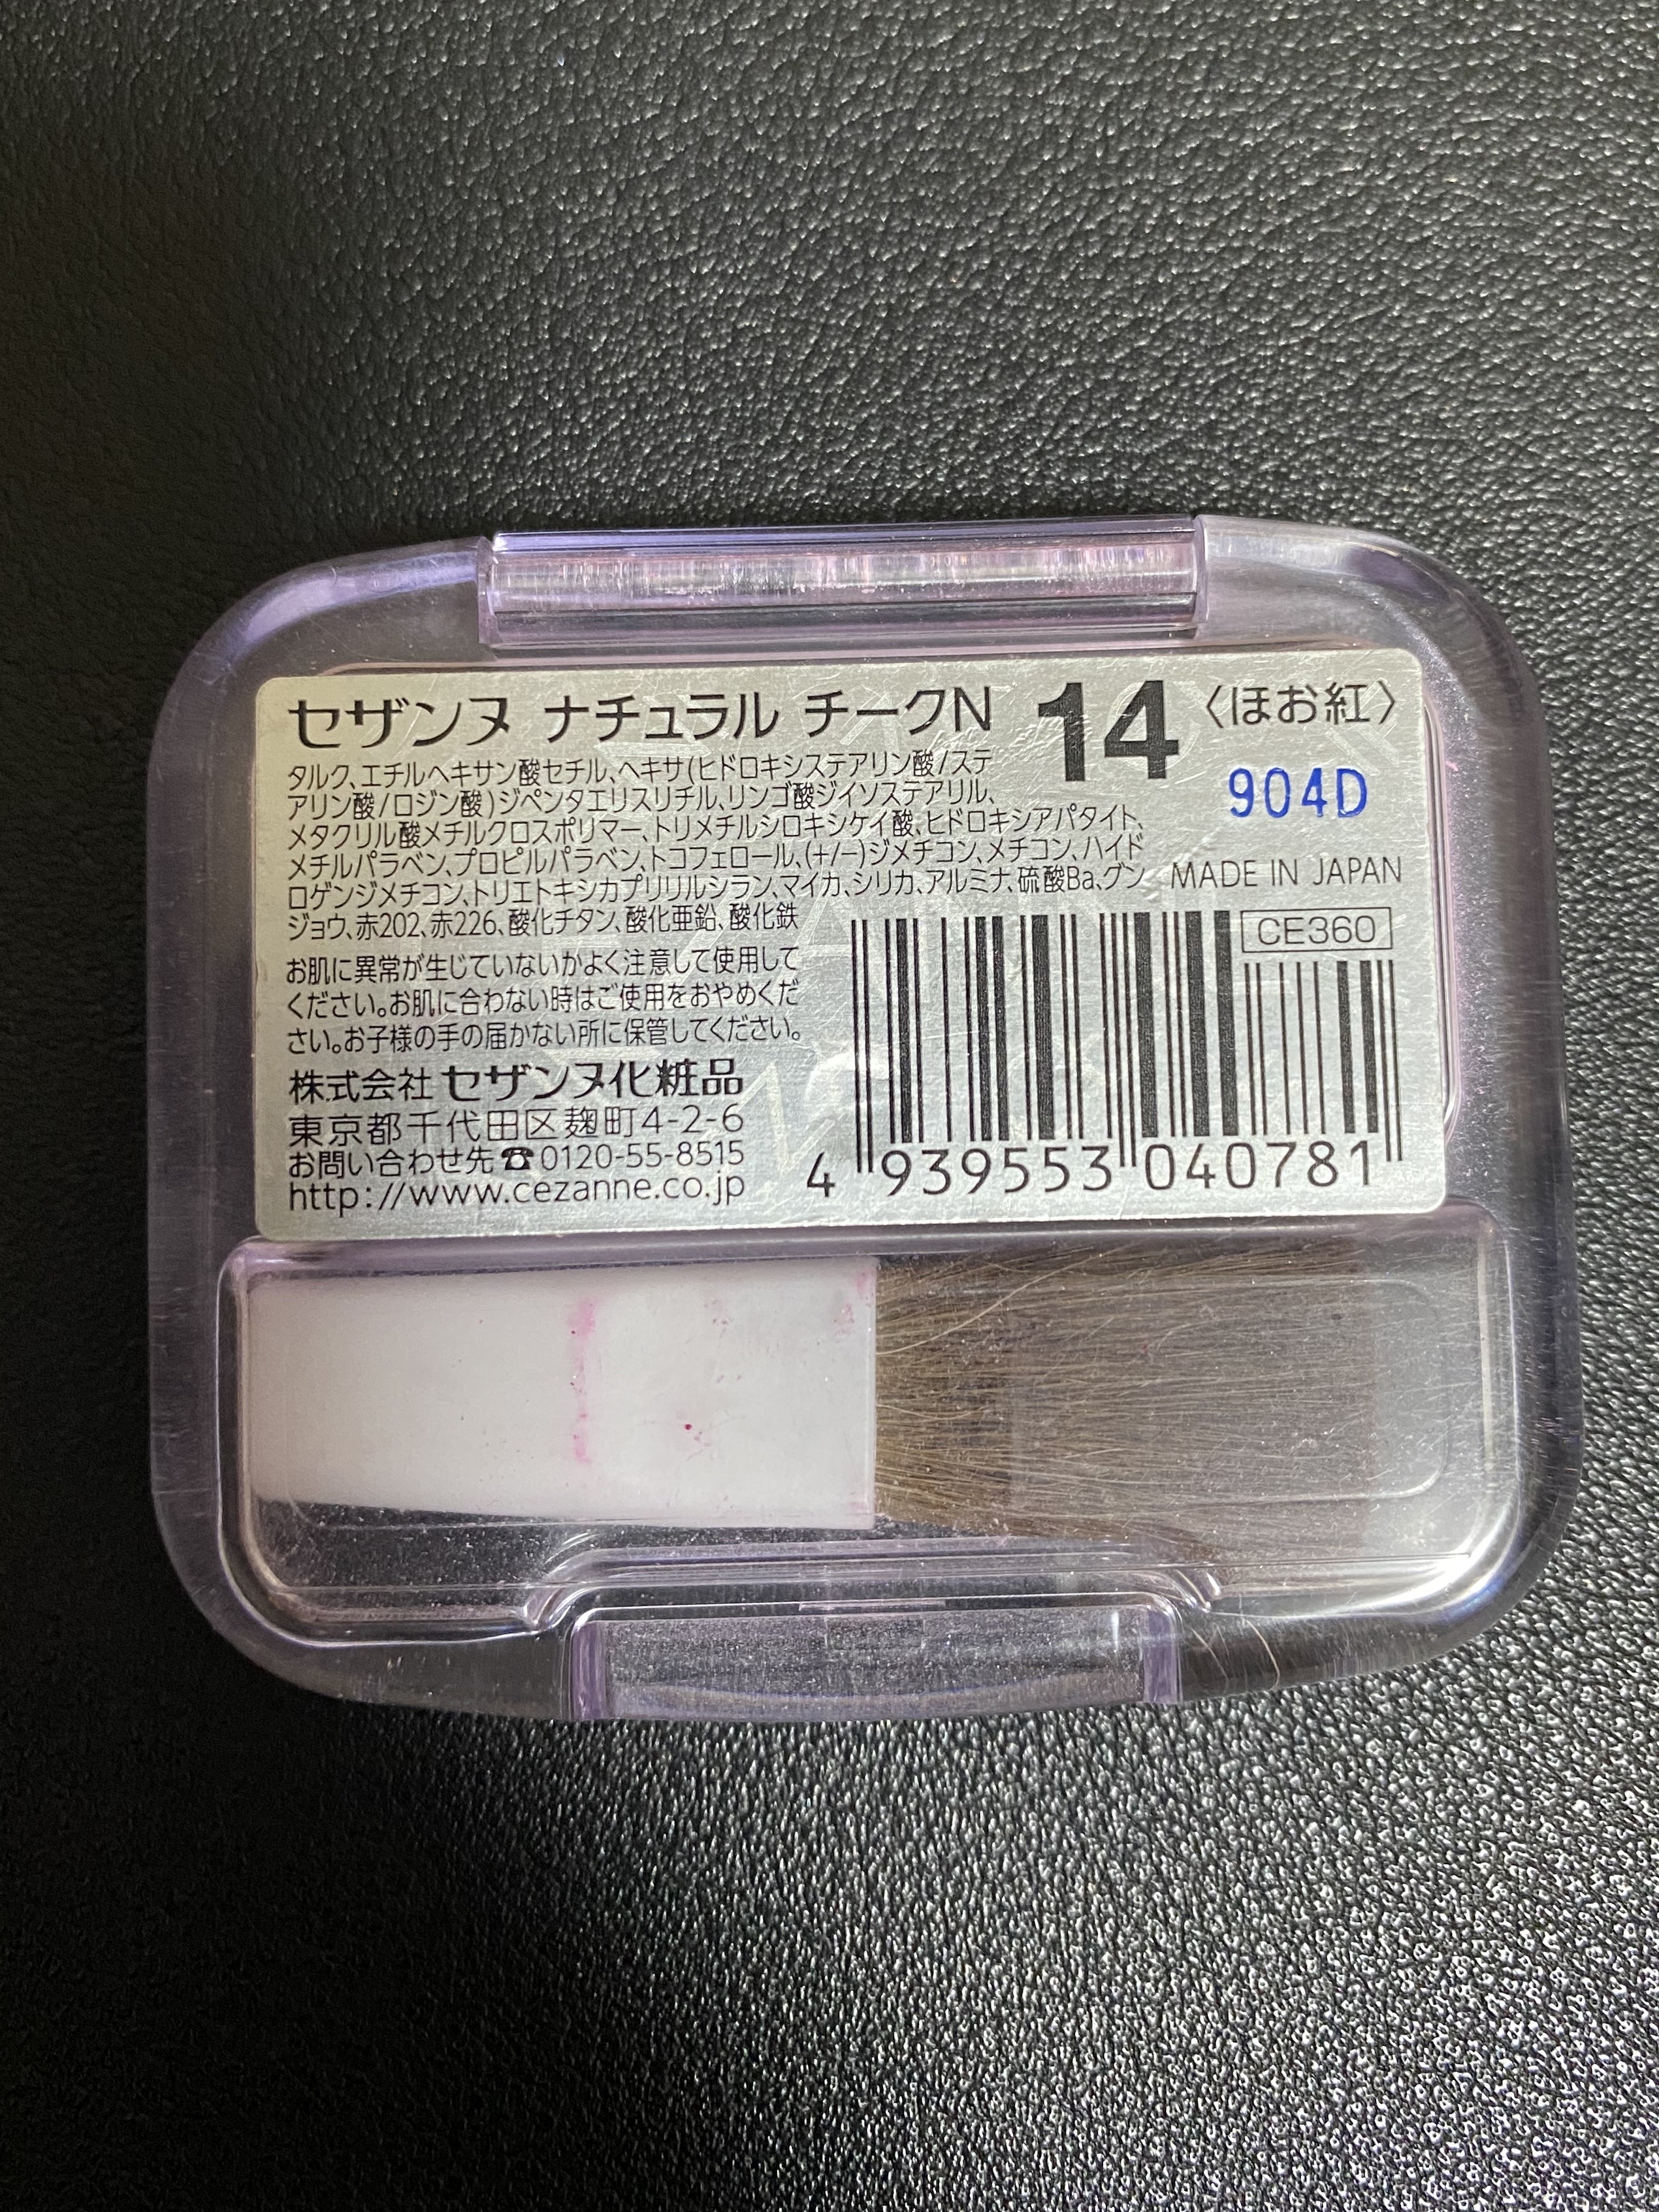 セザンヌ ナチュラル チークN 14 〈ほお紅〉
904D
タルク、エチルヘキサン酸セチル、ヘキサ(ヒドロキシステアリン酸/ステ
アリン酸/ロジン酸)ジペンタエリスリチル、リンゴ酸ジイソステアリル、
メタクリル酸メチルクロスポリマー、トリメチルシロキシケイ酸、ヒドロキシアパタイト、
メチルパラベン、プロピルパラベン、トコフェロール、(+/−)ジメチコン、メチコン、ハイド
ロゲンジメチコン、トリエトキシカプリリルシラン、マイカ、シリカ、アルミナ、硫酸Ba、グン
ジョウ、赤202、赤226、酸化チタン、酸化亜鉛、酸化鉄
MADE IN JAPAN
CE360
お肌に異常が生じていないかよく注意して使用して
ください。お肌に合わない時はご使用をおやめくだ
さい。お子様の手の届かない所に保管してください。
株式会社 セザンヌ化粧品
東京都千代田区麹町4-2-6
お問い合わせ先☎0120-55-8515
http://www.cezanne.co.jp
4 939553 040781